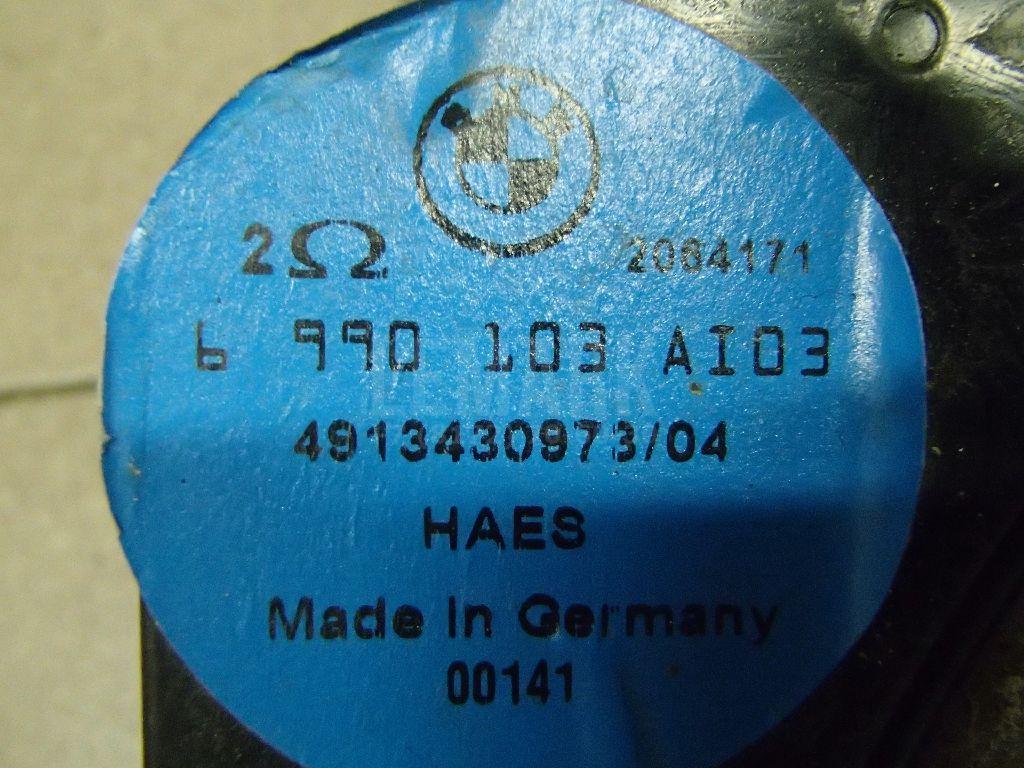 2Ω 2064171
6 990 103 AI03
4913430973/04
HAES
Made In Germany
00141